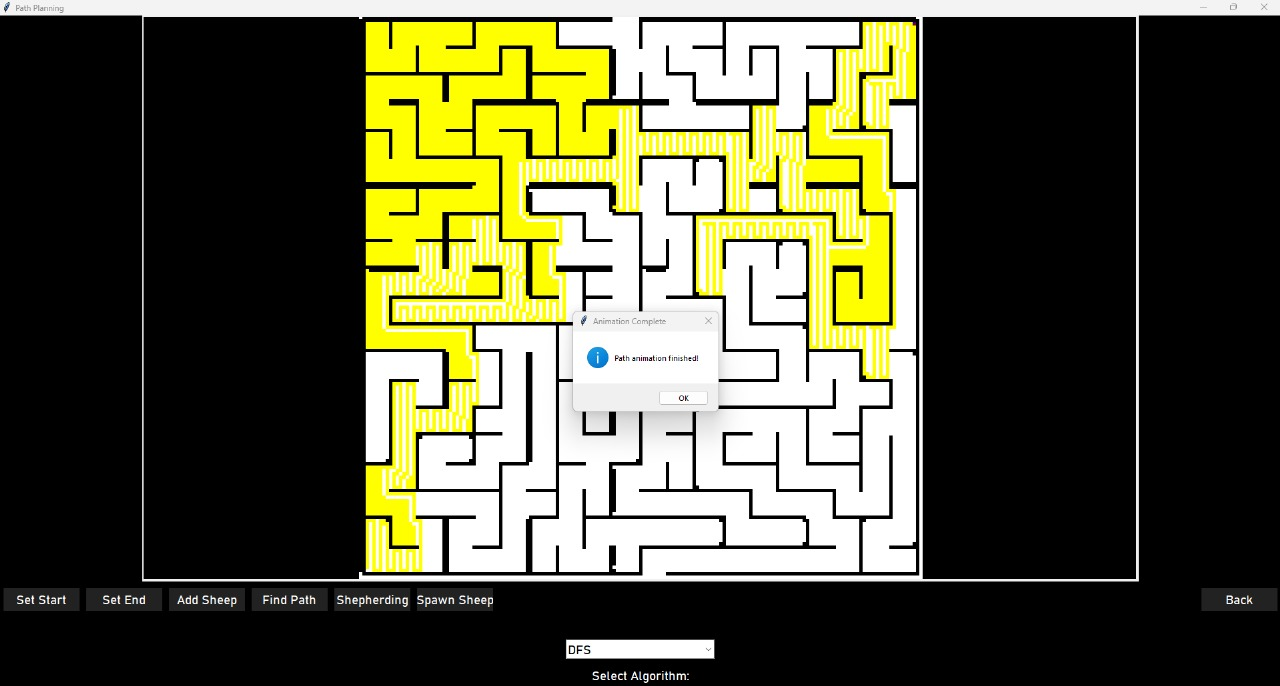 Path Planning
Animation Complete
Path animation finished!
OK
Set Start
Set End
Add Sheep
Find Path
Shepherding
Spawn Sheep
Back
DFS
Select Algorithm: